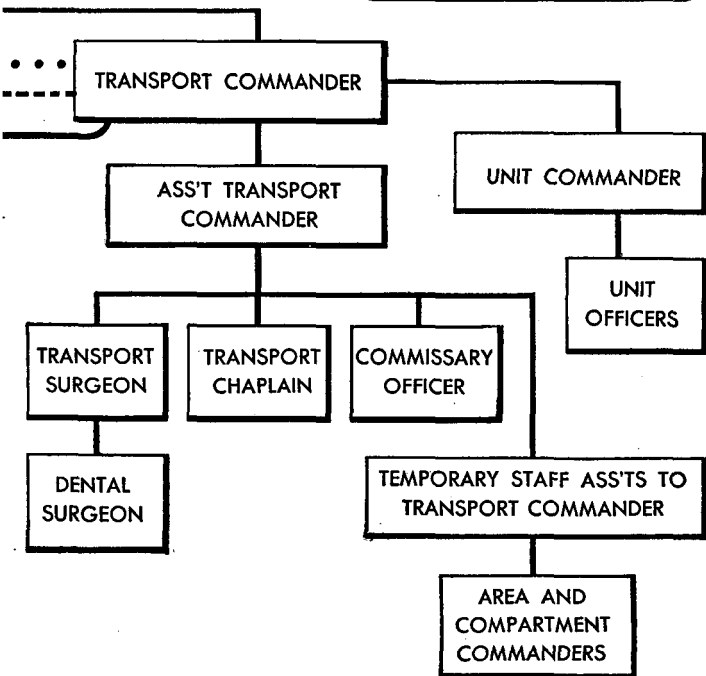 TRANSPORT COMMANDER
UNIT COMMANDER
ASS'T TRANSPORT
COMMANDER
UNIT
OFFICERS
TRANSPORT
SURGEON
TRANSPORT
CHAPLAIN
COMMISSARY
OFFICER
DENTAL
SURGEON
TEMPORARY STAFF ASS'TS TO
TRANSPORT COMMANDER
AREA AND
COMPARTMENT
COMMANDERS